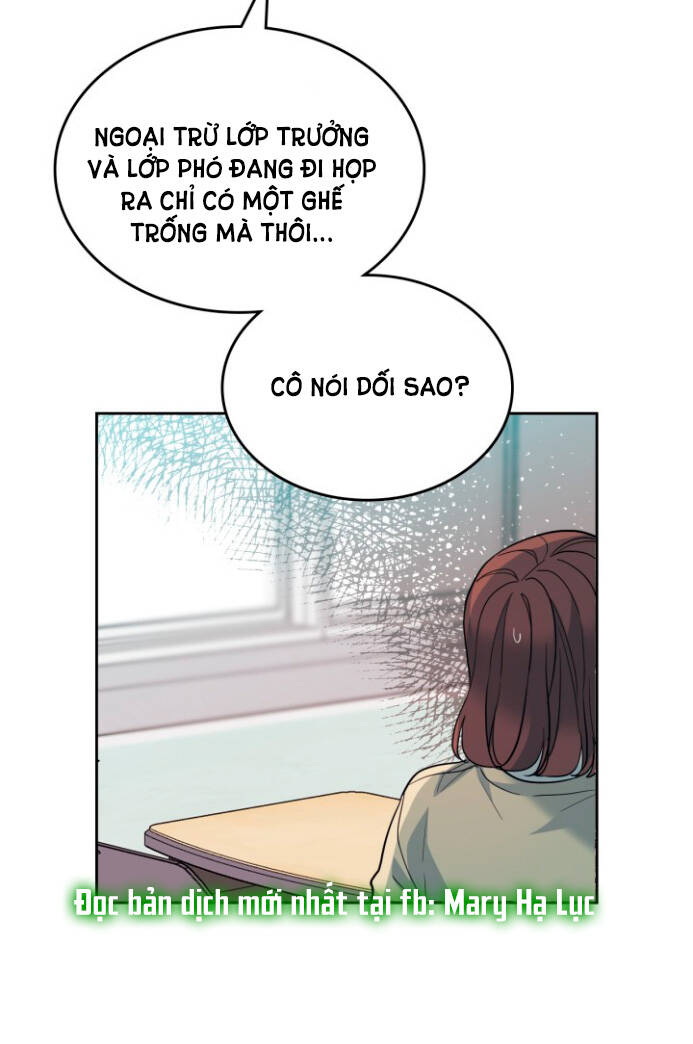 NGOẠI TRỪ LỚP TRƯỞNG
VÀ LỚP PHÓ ĐANG ĐI HỌP
RA CHỈ CÓ MỘT GHẾ
TRỐNG MÀ THÔI...
CÔ NÓI DỐI SAO?
Đọc bản dịch mới nhất tại fb: Mary Hạ Lục